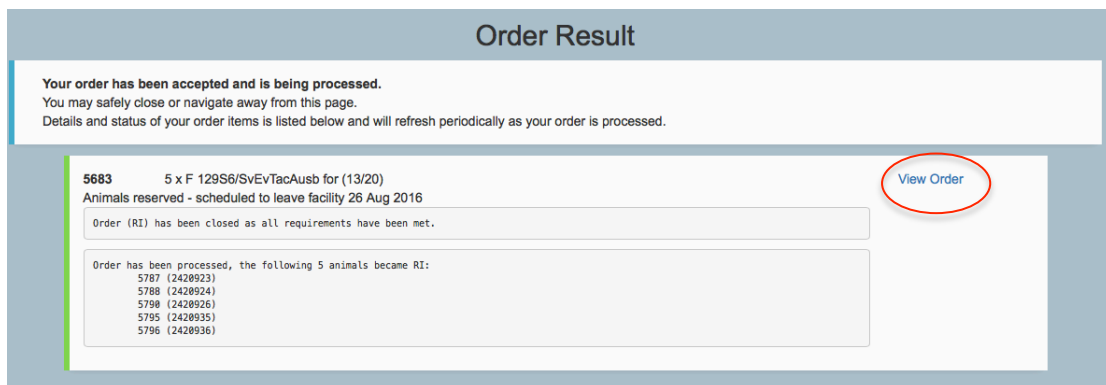 Order Result
Your order has been accepted and is being processed.
You may safely close or navigate away from this page.
Details and status of your order items is listed below and will refresh periodically as your order is processed.
5683 5 x F 129S6/SvEvTacAusb for (13/20) View Order
Animals reserved - scheduled to leave facility 26 Aug 2016
Order (RI) has been closed as all requirements have been met.
Order has been processed, the following 5 animals became RI:
5787 (2420923)
5788 (2420924)
5790 (2420926)
5795 (2420935)
5796 (2420936)